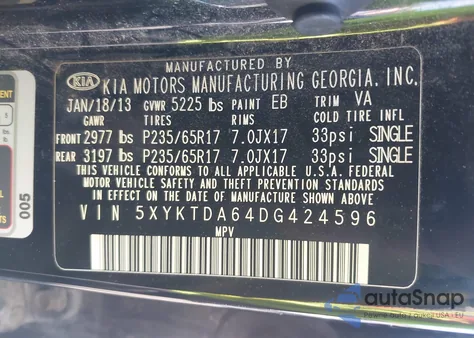 MANUFACTURED BY
KIA KIA MOTORS MANUFACTURING GEORGIA, INC.
JAN/18/13 GVWR 5225 lbs PAINT EB TRIM VA
GAWR TIRES RIMS COLD TIRE INFL
FRONT 2977 lbs P235/65R17 7.0JX17 33psi SINGLE
REAR 3197 lbs P235/65R17 7.0JX17 33psi SINGLE
THIS VEHICLE CONFORMS TO ALL APPLICABLE U.S.A. FEDERAL
MOTOR VEHICLE SAFETY, BUMPER, AND THEFT PREVENTION STANDARDS
IN EFFECT ON THE DATE OF MANUFACTURE SHOWN ABOVE.
VIN 5XYKTDA64DG424596
MPV
005
autaSnap